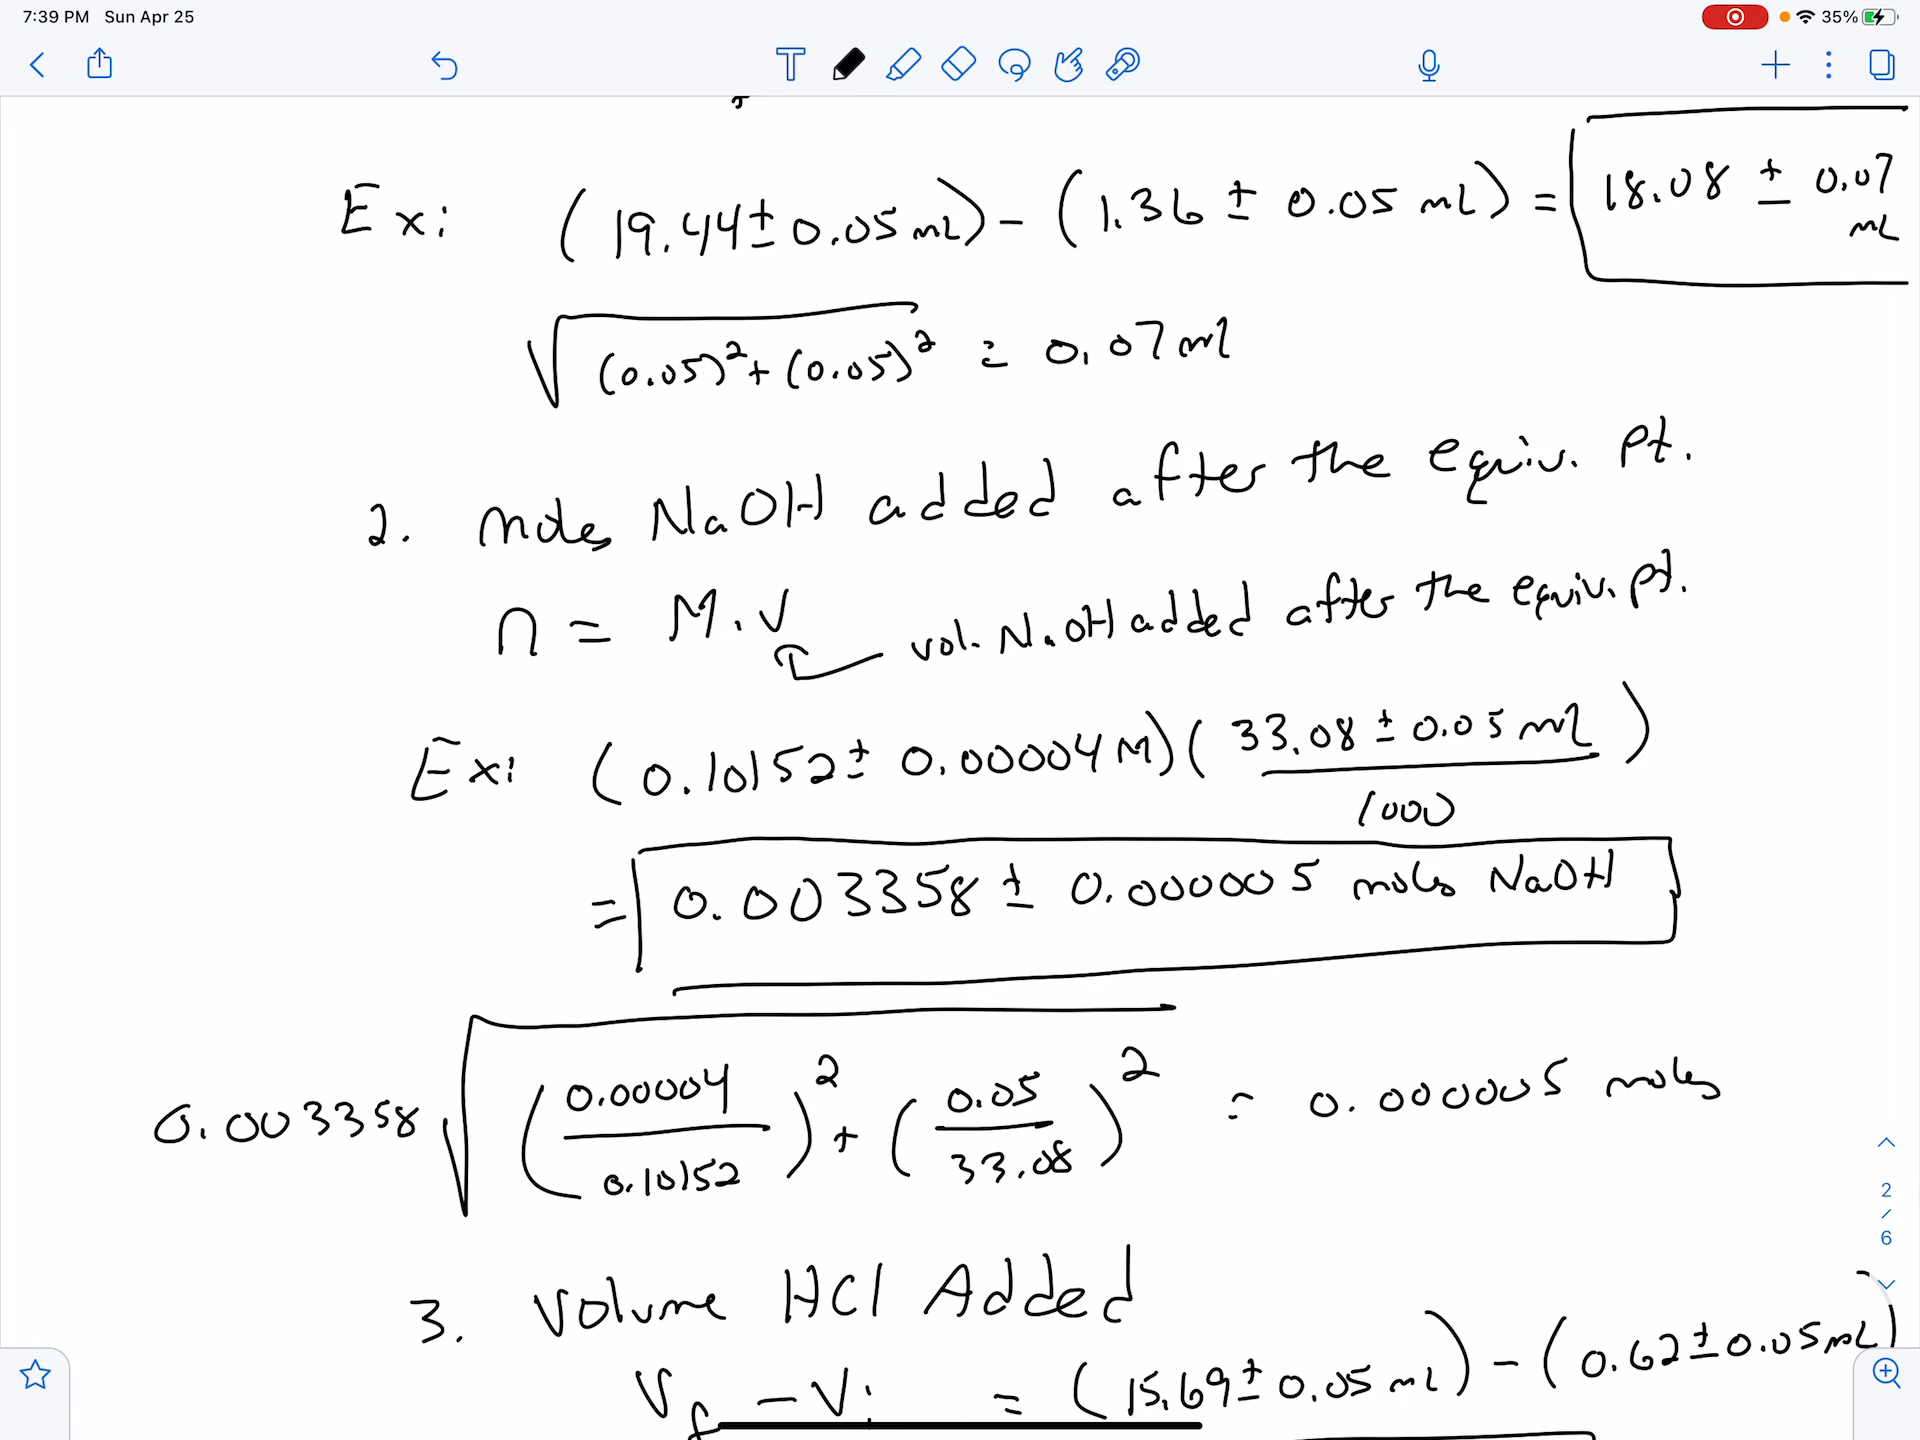 7:39 PM Sun Apr 25 35%
Ex: (19.44 ± 0.05 mL) - (1.36 ± 0.05 mL) = 18.08 ± 0.07 mL
√(0.05)² + (0.05)² = 0.07 ml
2. moles NaOH added after the equiv. pt.
n = M.V
vol. NaOH added after the equiv. pt.
Ex: (0.10152 ± 0.00004 M)(33.08 ± 0.05 ml / 1000)
= 0.003358 ± 0.000005 moles NaOH
0.003358 √(0.00004 / 0.10152)² + (0.05 / 33.08)² = 0.000005 moles
2 / 6
3. Volume HCl Added
Vf - Vi = (15.69 ± 0.05 mL) - (0.62 ± 0.05 mL)